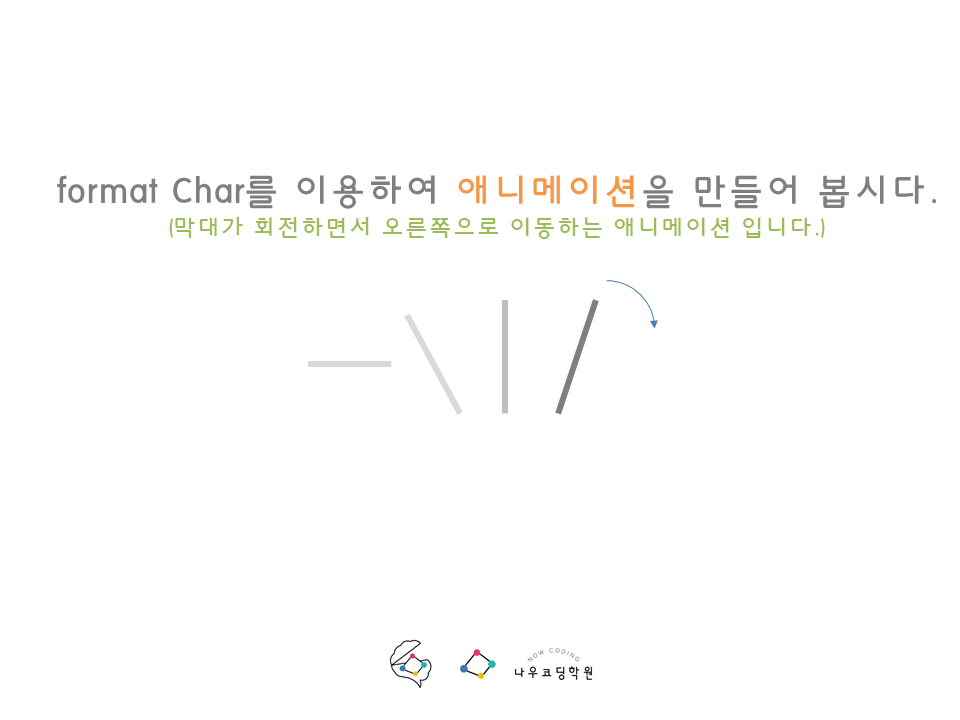 format Char를 이용하여 애니메이션을 만들어 봅시다.
(막대가 회전하면서 오른쪽으로 이동하는 애니메이션 입니다.)
NOW CODING
나우코딩학원